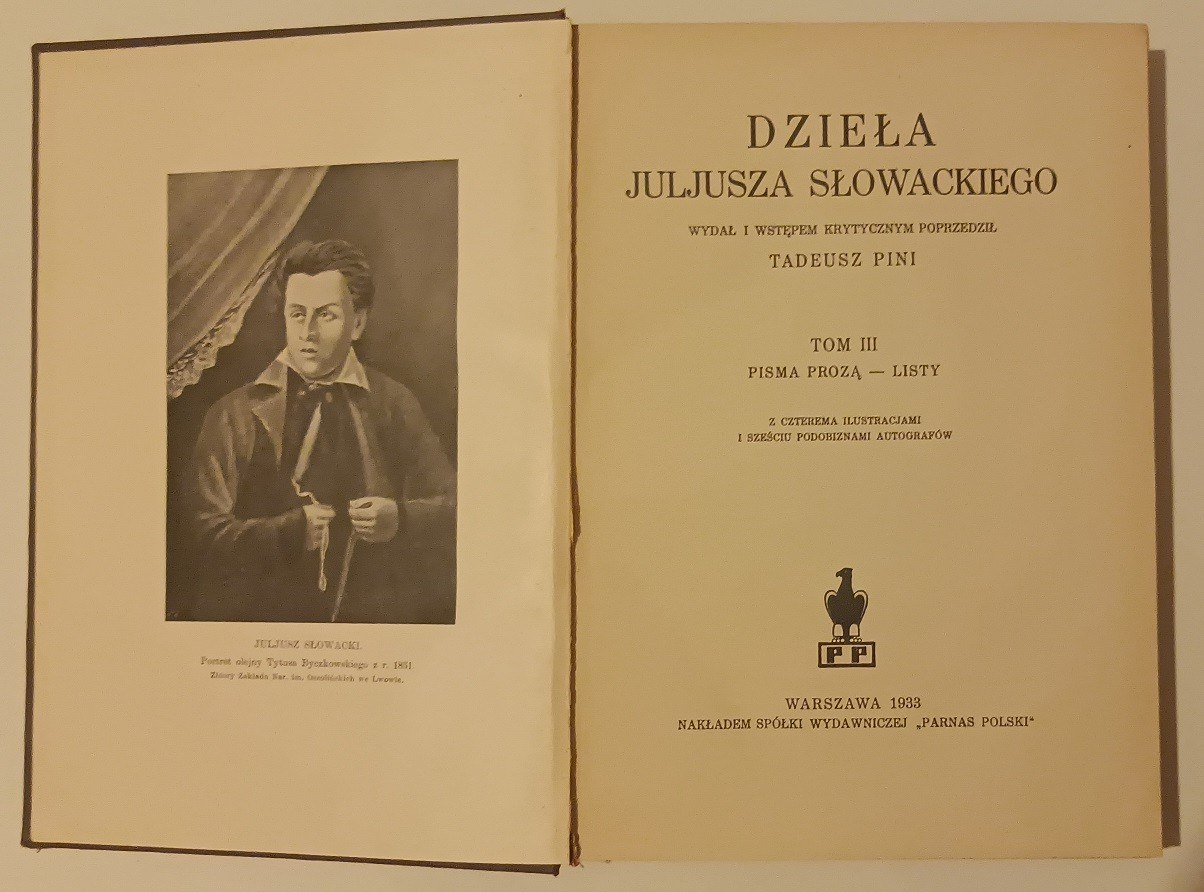 JULJUSZ SŁOWACKI.
Portret olejny Tytusa Byczkowskiego z r. 1831
Zbiory Zakładu Nar. im. Ossolińskich we Lwowie.
DZIEŁA
JULJUSZA SŁOWACKIEGO
WYDAŁ I WSTĘPEM KRYTYCZNYM POPRZEDZIŁ
TADEUSZ PINI
TOM III
PISMA PROZĄ — LISTY
Z CZTEREMA ILUSTRACJAMI
I SZEŚCIU PODOBIZNAMI AUTOGRAFÓW
PP
WARSZAWA 1933
NAKŁADEM SPÓŁKI WYDAWNICZEJ „PARNAS POLSKI“